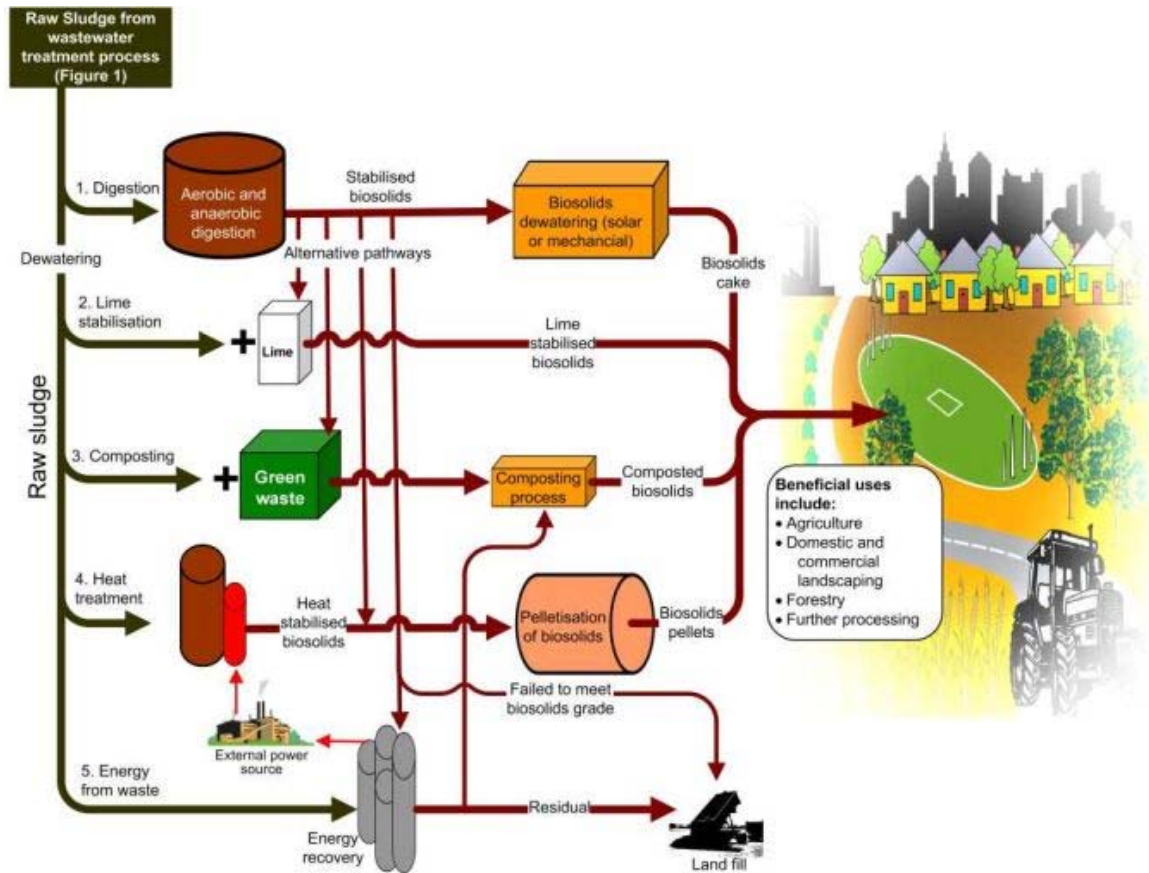 Raw Sludge from
wastewater
treatment process
(Figure 1)
1. Digestion
Aerobic and
anaerobic
digestion
Stabilised
biosolids
Biosolids
dewatering (solar
or mechancial)
Alternative pathways
Biosolids
cake
Dewatering
2. Lime
stabilisation
+
Lime
Lime
stabilised
biosolids
Raw sludge
3. Composting
+
Green
waste
Composting
process
Composted
biosolids
Beneficial uses
include:
• Agriculture
• Domestic and
commercial
landscaping
• Forestry
• Further processing
4. Heat
treatment
Heat
stabilised
biosolids
Pelletisation
of biosolids
Biosolids
pellets
Failed to meet
biosolids grade
External power
source
5. Energy
from waste
Energy
recovery
Residual
Land fill